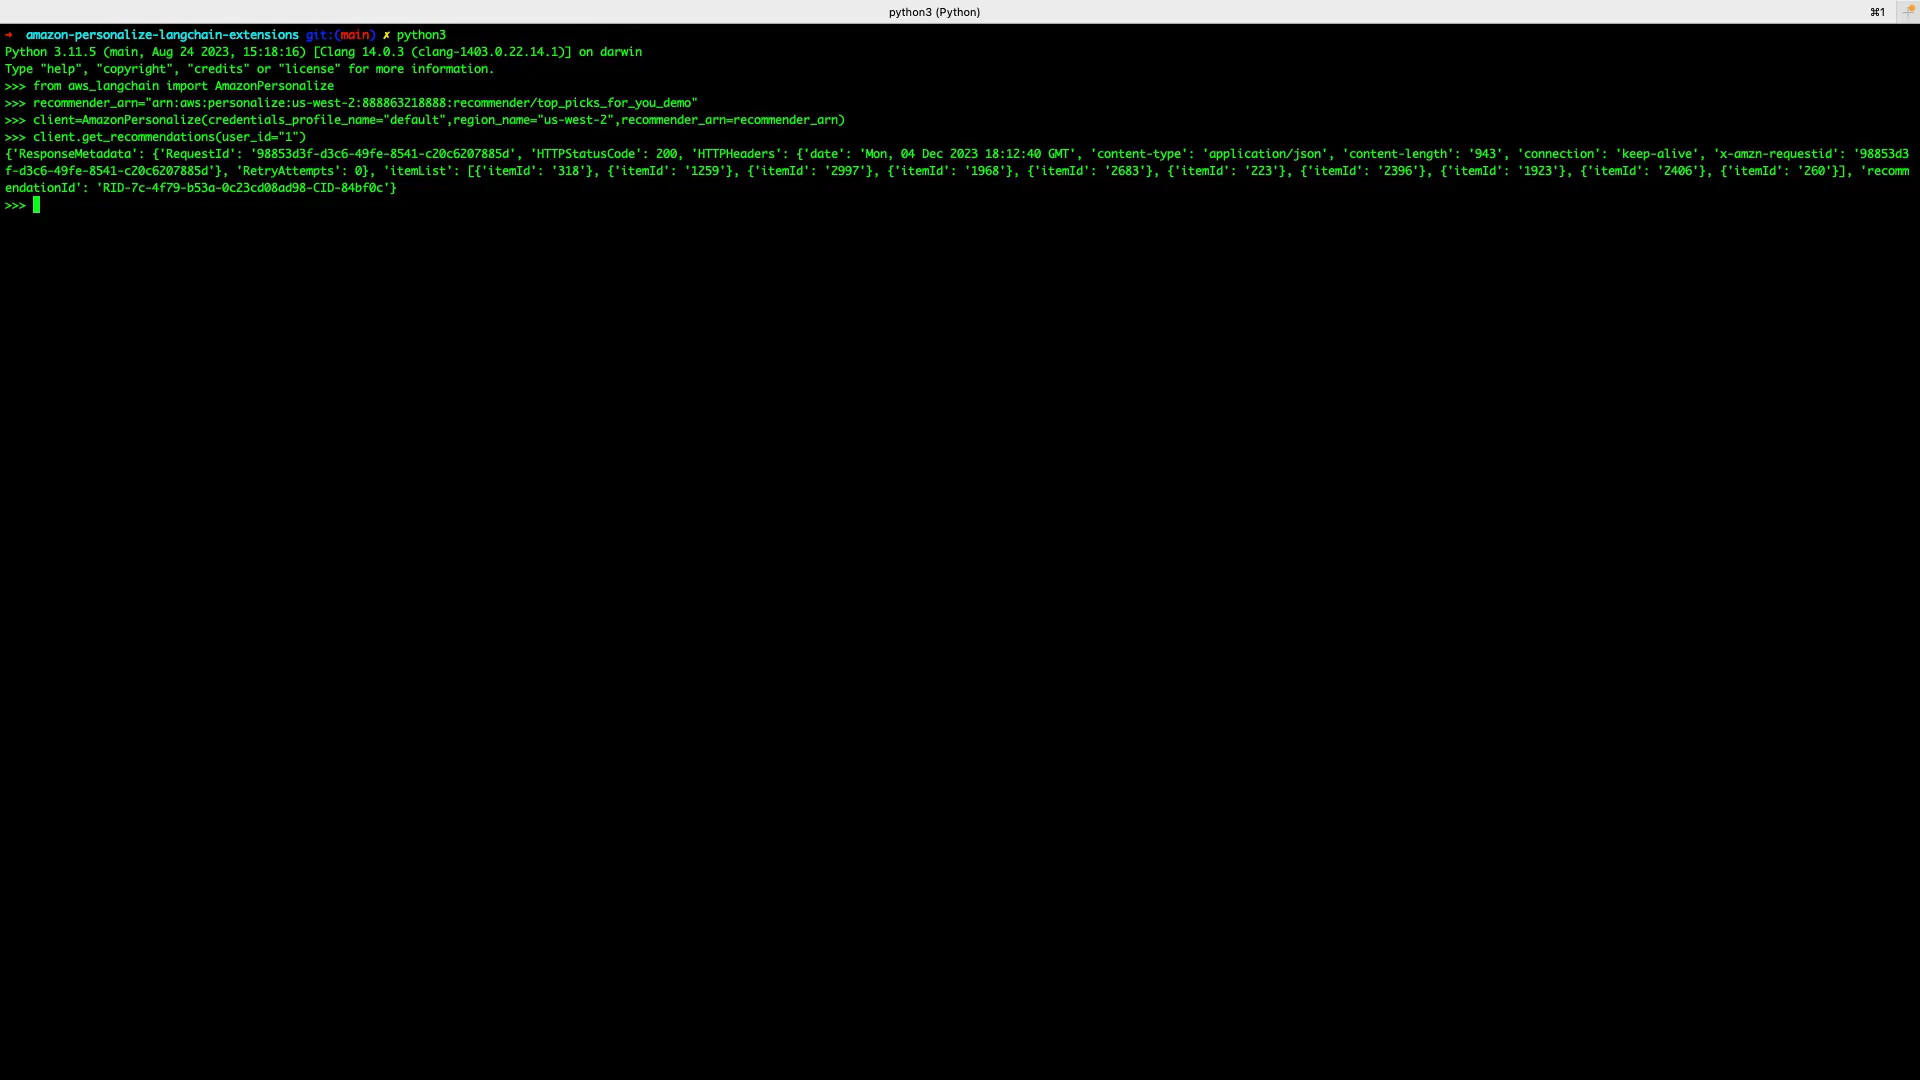 python3 (Python)
⌘1
→ amazon-personalize-langchain-extensions git:(main) ✗ python3
Python 3.11.5 (main, Aug 24 2023, 15:18:16) [Clang 14.0.3 (clang-1403.0.22.14.1)] on darwin
Type "help", "copyright", "credits" or "license" for more information.
>>> from aws_langchain import AmazonPersonalize
>>> recommender_arn="arn:aws:personalize:us-west-2:888863218888:recommender/top_picks_for_you_demo"
>>> client=AmazonPersonalize(credentials_profile_name="default",region_name="us-west-2",recommender_arn=recommender_arn)
>>> client.get_recommendations(user_id="1")
{'ResponseMetadata': {'RequestId': '98853d3f-d3c6-49fe-8541-c20c6207885d', 'HTTPStatusCode': 200, 'HTTPHeaders': {'date': 'Mon, 04 Dec 2023 18:12:40 GMT', 'content-type': 'application/json', 'content-length': '943', 'connection': 'keep-alive', 'x-amzn-requestid': '98853d3
f-d3c6-49fe-8541-c20c6207885d'}, 'RetryAttempts': 0}, 'itemList': [{'itemId': '318'}, {'itemId': '1259'}, {'itemId': '2997'}, {'itemId': '1968'}, {'itemId': '2683'}, {'itemId': '223'}, {'itemId': '2396'}, {'itemId': '1923'}, {'itemId': '2406'}, {'itemId': '260'}], 'recomm
endationId': 'RID-7c-4f79-b53a-0c23cd08ad98-CID-84bf0c'}
>>>